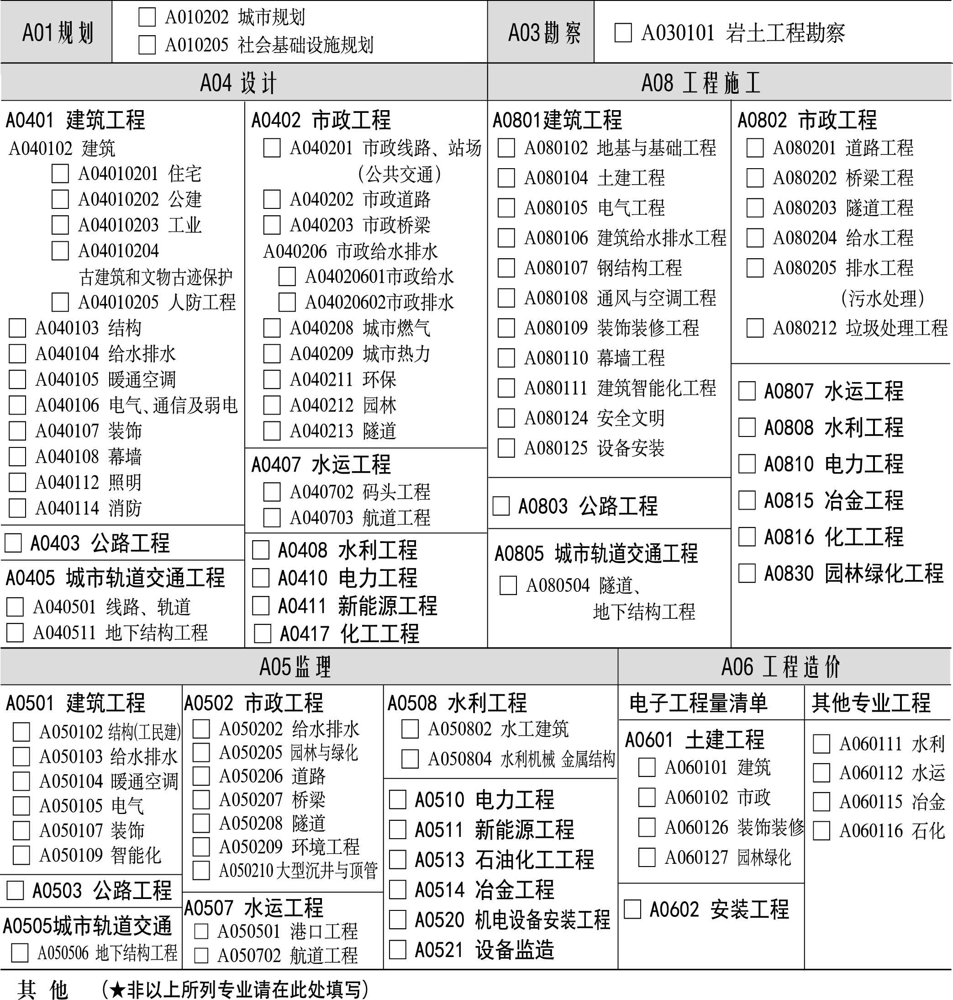 A01规划
□ A010202 城市规划
□ A010205 社会基础设施规划
A03勘察
□ A030101 岩土工程勘察
A04 设计
A0401 建筑工程
A040102 建筑
□ A04010201 住宅
□ A04010202 公建
□ A04010203 工业
□ A04010204
古建筑和文物古迹保护
□ A04010205 人防工程
□ A040103 结构
□ A040104 给水排水
□ A040105 暖通空调
□ A040106 电气、通信及弱电
□ A040107 装饰
□ A040108 幕墙
□ A040112 照明
□ A040114 消防
□ A0403 公路工程
A0405 城市轨道交通工程
□ A040501 线路、轨道
□ A040511 地下结构工程
A0402 市政工程
□ A040201 市政线路、站场
（公共交通）
□ A040202 市政道路
□ A040203 市政桥梁
A040206 市政给水排水
□ A04020601市政给水
□ A04020602市政排水
□ A040208 城市燃气
□ A040209 城市热力
□ A040211 环保
□ A040212 园林
□ A040213 隧道
A0407 水运工程
□ A040702 码头工程
□ A040703 航道工程
□ A0408 水利工程
□ A0410 电力工程
□ A0411 新能源工程
□ A0417 化工工程
A08 工程施工
A0801建筑工程
□ A080102 地基与基础工程
□ A080104 土建工程
□ A080105 电气工程
□ A080106 建筑给水排水工程
□ A080107 钢结构工程
□ A080108 通风与空调工程
□ A080109 装饰装修工程
□ A080110 幕墙工程
□ A080111 建筑智能化工程
□ A080124 安全文明
□ A080125 设备安装
□ A0803 公路工程
A0805 城市轨道交通工程
□ A080504 隧道、
地下结构工程
A0802 市政工程
□ A080201 道路工程
□ A080202 桥梁工程
□ A080203 隧道工程
□ A080204 给水工程
□ A080205 排水工程
（污水处理）
□ A080212 垃圾处理工程
□ A0807 水运工程
□ A0808 水利工程
□ A0810 电力工程
□ A0815 冶金工程
□ A0816 化工工程
□ A0830 园林绿化工程
A05监理
A0501 建筑工程
□ A050102 结构(工民建)
□ A050103 给水排水
□ A050104 暖通空调
□ A050105 电气
□ A050107 装饰
□ A050109 智能化
□ A0503 公路工程
A0505城市轨道交通
□ A050506 地下结构工程
A0502 市政工程
□ A050202 给水排水
□ A050205 园林与绿化
□ A050206 道路
□ A050207 桥梁
□ A050208 隧道
□ A050209 环境工程
□ A050210 大型沉井与顶管
A0507 水运工程
□ A050501 港口工程
□ A050702 航道工程
A0508 水利工程
□ A050802 水工建筑
□ A050804 水利机械 金属结构
□ A0510 电力工程
□ A0511 新能源工程
□ A0513 石油化工工程
□ A0514 冶金工程
□ A0520 机电设备安装工程
□ A0521 设备监造
A06 工程造价
电子工程量清单
A0601 土建工程
□ A060101 建筑
□ A060102 市政
□ A060126 装饰装修
□ A060127 园林绿化
□ A0602 安装工程
其他专业工程
□ A060111 水利
□ A060112 水运
□ A060115 冶金
□ A060116 石化
其 他 （★非以上所列专业请在此处填写）